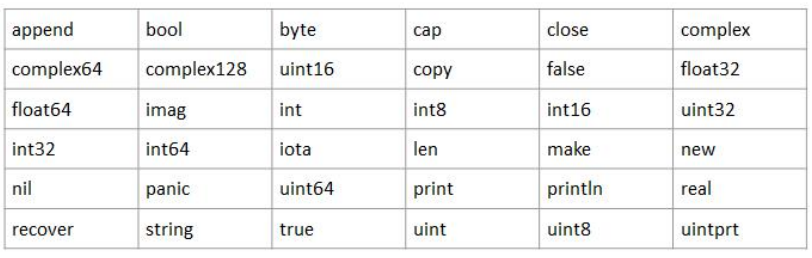 append bool byte cap close complex
complex64 complex128 uint16 copy false float32
float64 imag int int8 int16 uint32
int32 int64 iota len make new
nil panic uint64 print println real
recover string true uint uint8 uintprt